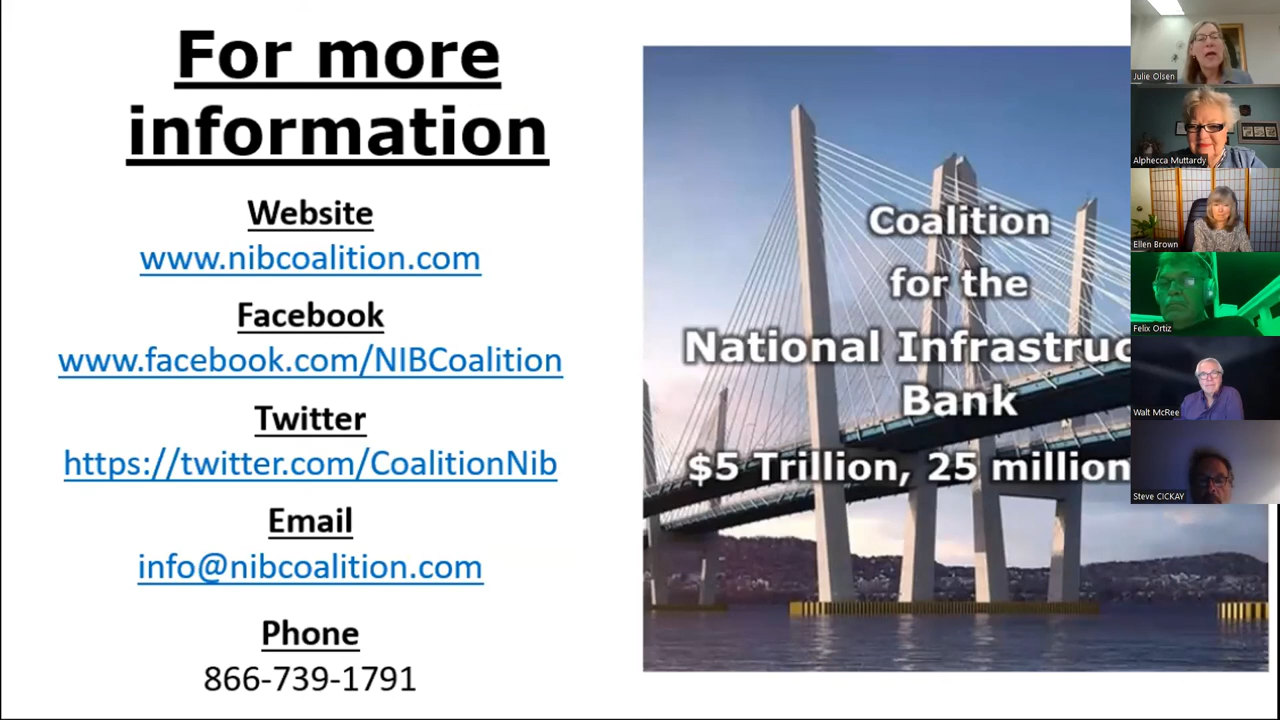 For more
information
Website
www.nibcoalition.com
Facebook
www.facebook.com/NIBCoalition
Twitter
https://twitter.com/CoalitionNib
Email
info@nibcoalition.com
Phone
866-739-1791
Coalition
for the
National Infrastruc
Bank
$5 Trillion, 25 million
Julie Olsen
Alphecca Muttardy
Ellen Brown
Felix Ortiz
Walt McRee
Steve CICKAY